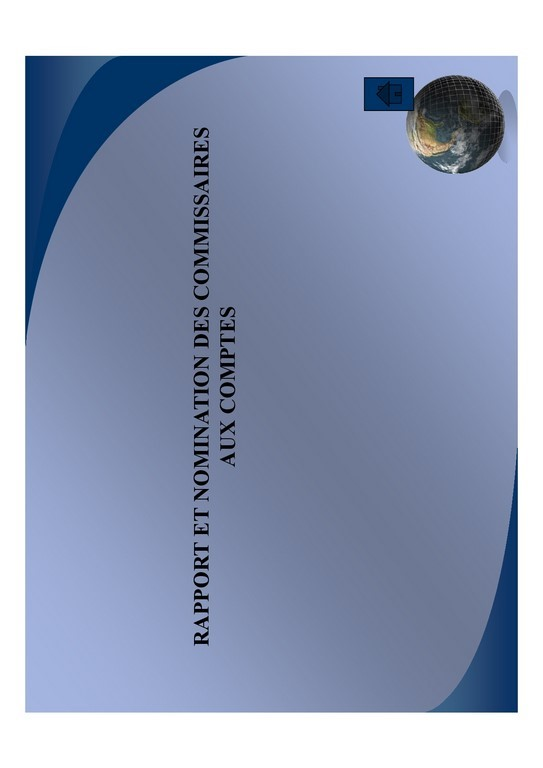 RAPPORT ET NOMINATION DES COMMISSAIRES
AUX COMPTES